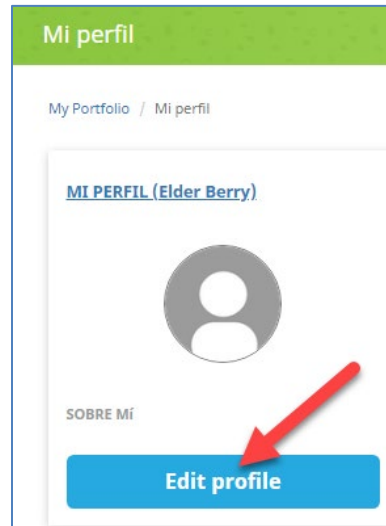 Mi perfil
My Portfolio / Mi perfil
MI PERFIL (Elder Berry)
SOBRE Mí
Edit profile